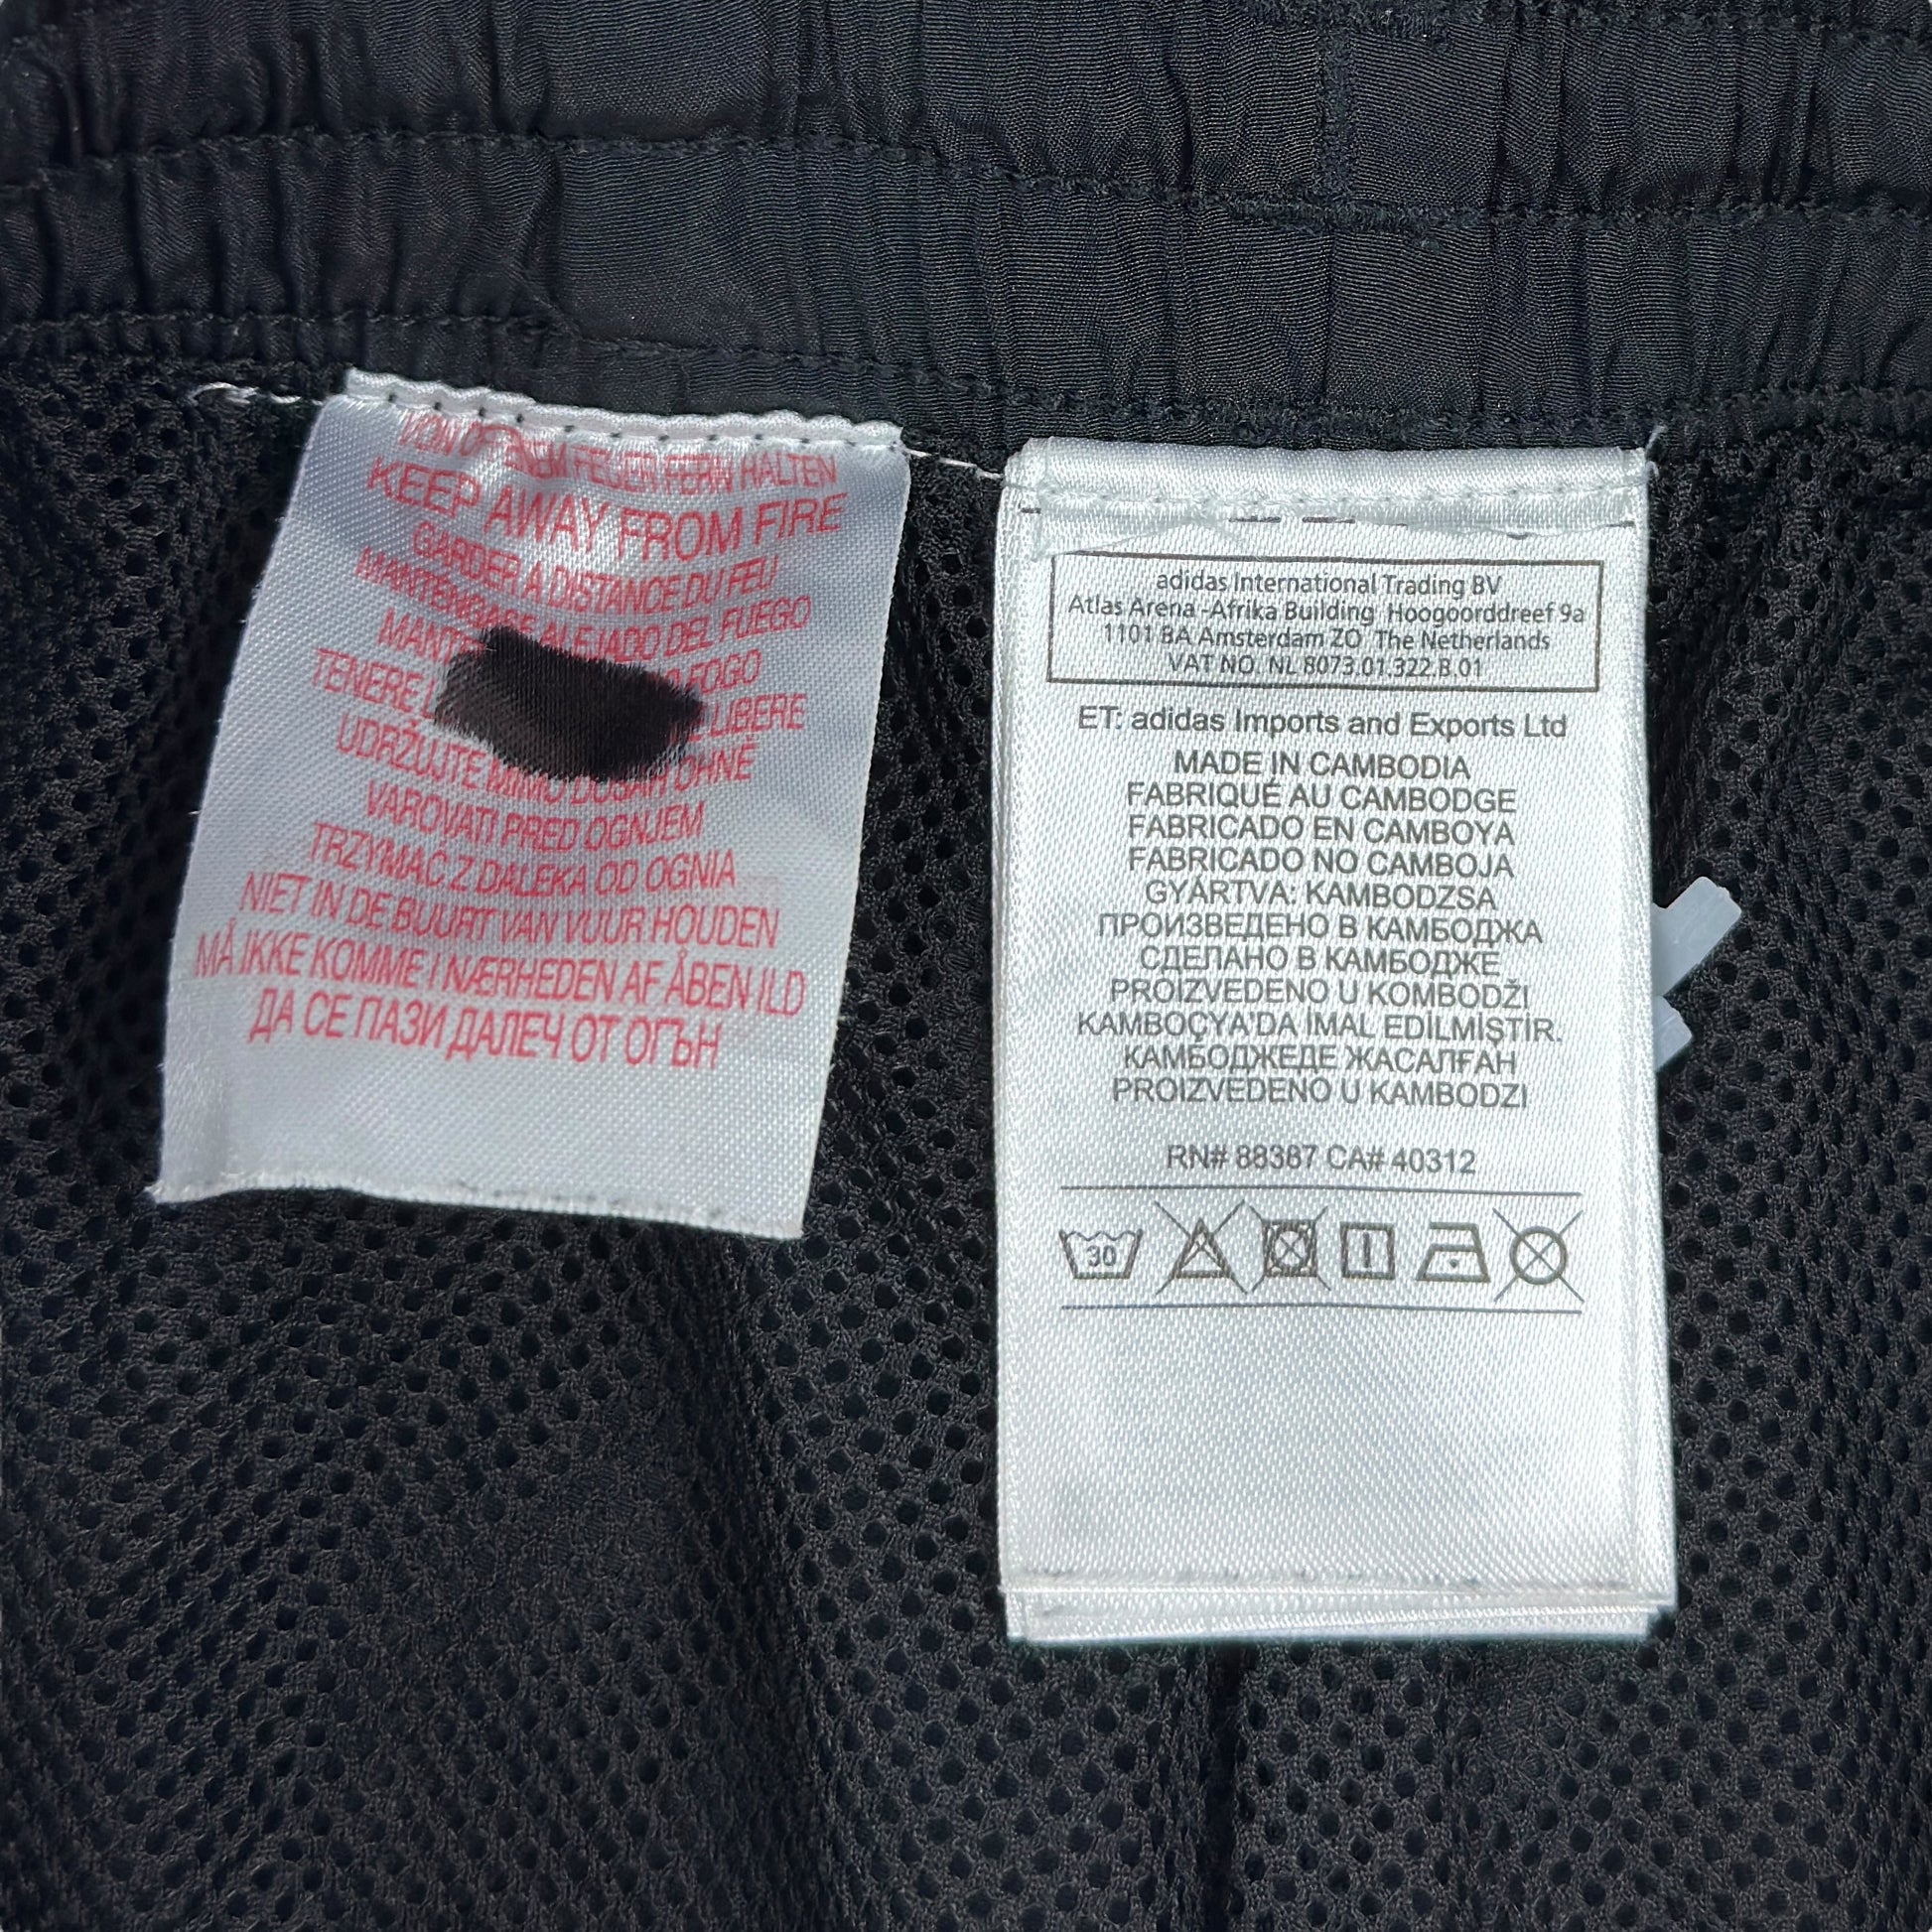 VON OFFENEM FEUER FERN HALTEN
KEEP AWAY FROM FIRE
GARDER A DISTANCE DU FEU
MANTÉNGASE ALEJADO DEL FUEGO
FOGO
TENERE LIBERE
UDRŽUJTE MIMO DOSAH OHNĚ
VAROVATI PRED OGNJEM
TRZYMAĆ Z DALEKA OD OGNIA
NIET IN DE BUURT VAN VUUR HOUDEN
MÅ IKKE KOMME I NÆRHEDEN AF ÅBEN ILD
ДА СЕ ПАЗИ ДАЛЕЧ ОТ ОГЪН
adidas International Trading BV
Atlas Arena -Afrika Building Hoogoorddreef 9a
1101 BA Amsterdam ZO The Netherlands
VAT NO. NL 8073.01.322.B.01
ET: adidas Imports and Exports Ltd
MADE IN CAMBODIA
FABRIQUÉ AU CAMBODGE
FABRICADO EN CAMBOYA
FABRICADO NO CAMBOJA
GYÁRTVA: KAMBODZSA
ПРОИЗВЕДЕНО В КАМБОДЖА
СДЕЛАНО В КАМБОДЖЕ
PROIZVEDENO U KOMBODŽI
KAMBOÇYA'DA İMAL EDİLMİŞTİR.
КАМБОДЖЕДЕ ЖАСАЛҒАН
PROIZVEDENO U KAMBODZI
RN# 88387 CA# 40312
30